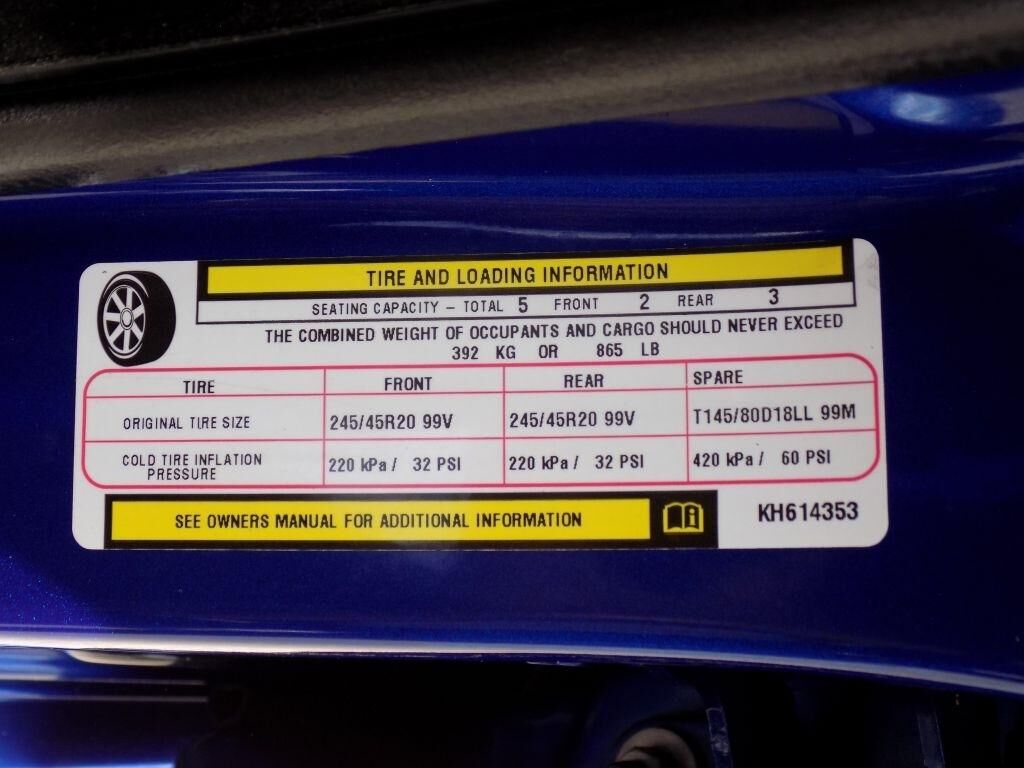 TIRE AND LOADING INFORMATION
SEATING CAPACITY – TOTAL 5 FRONT 2 REAR 3
THE COMBINED WEIGHT OF OCCUPANTS AND CARGO SHOULD NEVER EXCEED
392 KG OR 865 LB
TIRE FRONT REAR SPARE
ORIGINAL TIRE SIZE 245/45R20 99V 245/45R20 99V T145/80D18LL 99M
COLD TIRE INFLATION PRESSURE 220 kPa / 32 PSI 220 kPa / 32 PSI 420 kPa / 60 PSI
SEE OWNERS MANUAL FOR ADDITIONAL INFORMATION
KH614353